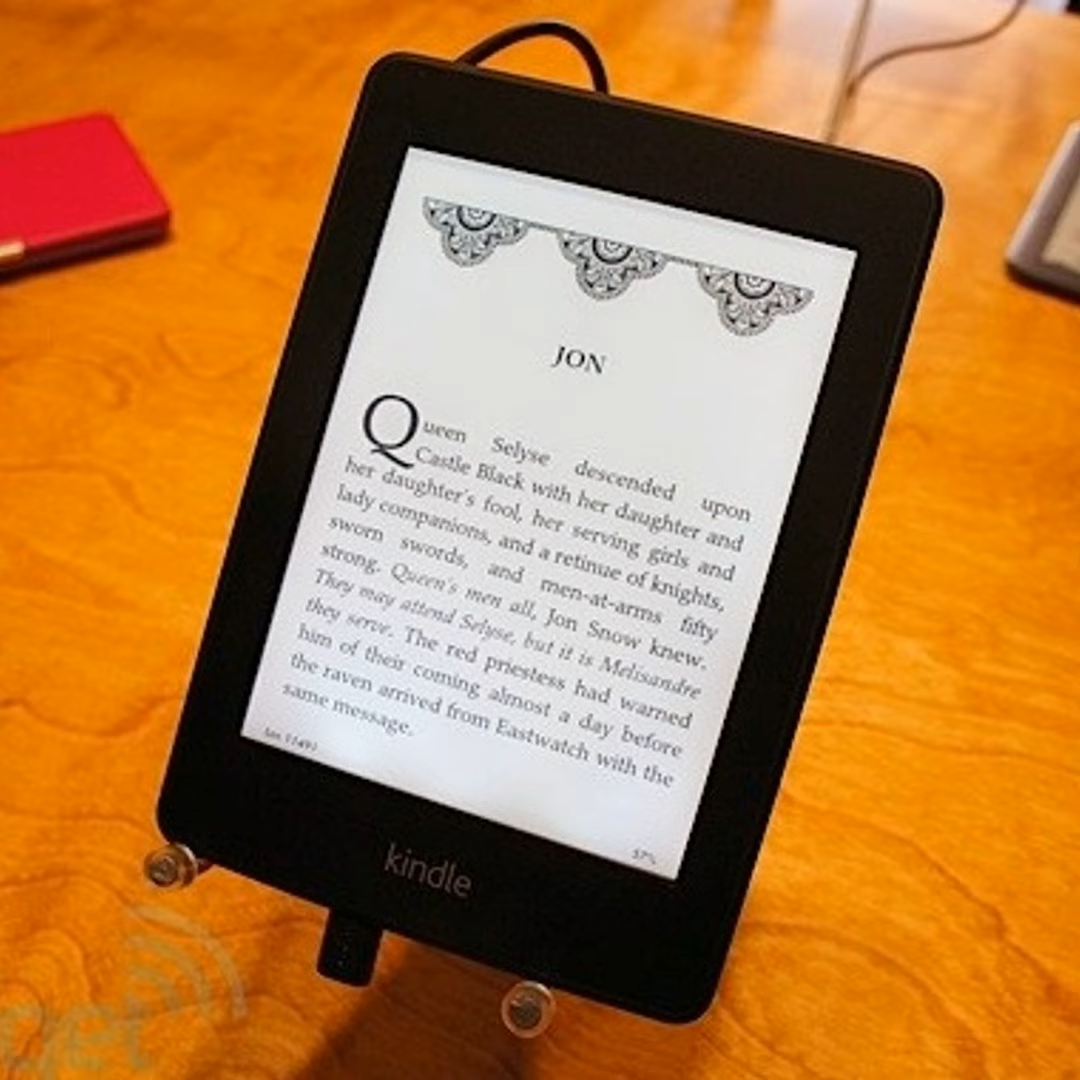 JON
Queen Selyse descended upon
Castle Black with her daughter and
her daughter's fool, her serving girls and
lady companions, and a retinue of knights,
sworn swords, and men-at-arms fifty
strong. Queen's men all, Jon Snow knew.
They may attend Selyse, but it is Melisandre
they serve. The red priestess had warned
him of their coming almost a day before
the raven arrived from Eastwatch with the
same message.
57%
kindle
get